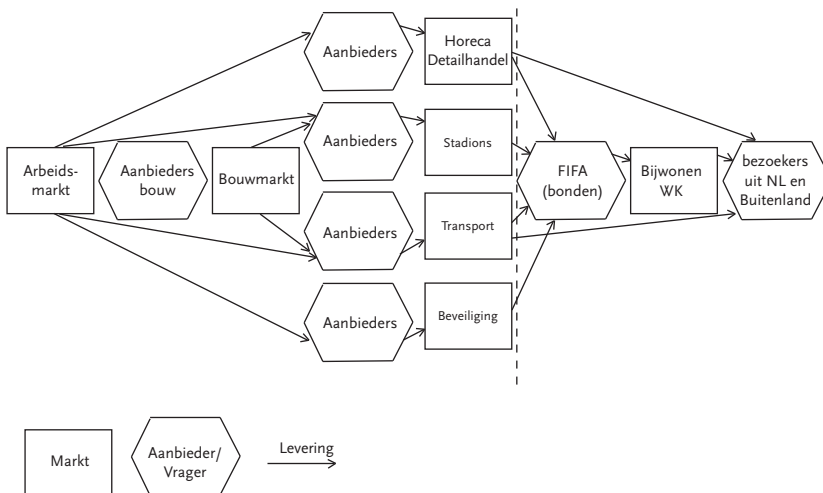 Aanbieders
Horeca
Detailhandel
Aanbieders
Stadions
Arbeids-
markt
Aanbieders
bouw
Bouwmarkt
FIFA
(bonden)
Bijwonen
WK
bezoekers
uit NL en
Buitenland
Aanbieders
Transport
Aanbieders
Beveiliging
Markt
Aanbieder/
Vrager
Levering